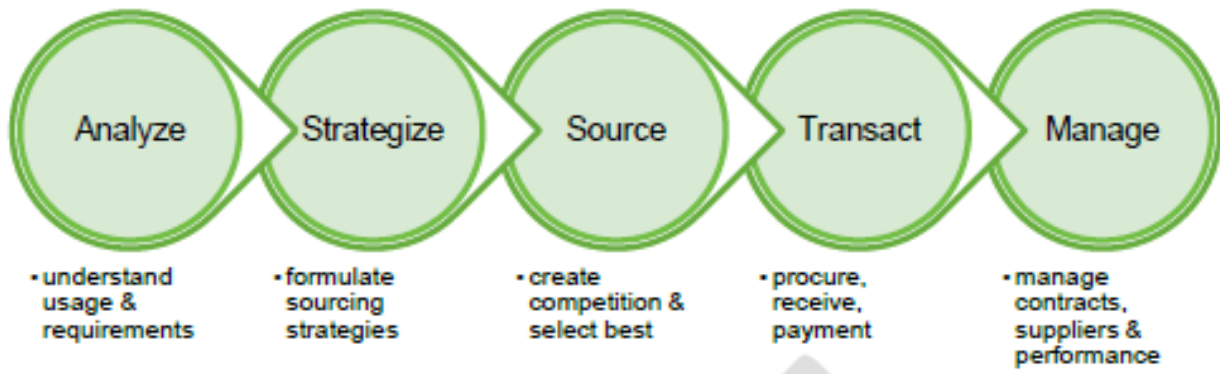 Analyze
Strategize
Source
Transact
Manage
▪ understand
usage &
requirements
▪ formulate
sourcing
strategies
▪ create
competition &
select best
▪ procure,
receive,
payment
▪ manage
contracts,
suppliers &
performance